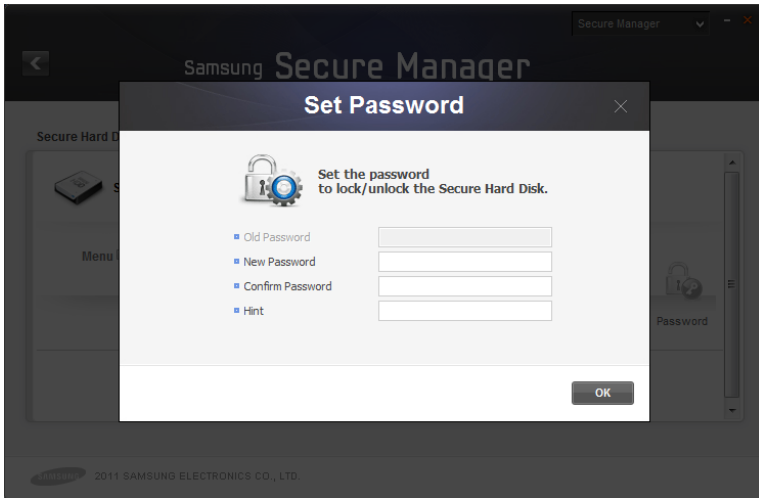 Secure Manager
Samsung Secure Manager
Set Password
Secure Hard D
Set the password
to lock/unlock the Secure Hard Disk.
S
Old Password
New Password
Menu
Confirm Password
Hint
Password
OK
SAMSUNG 2011 SAMSUNG ELECTRONICS CO., LTD.